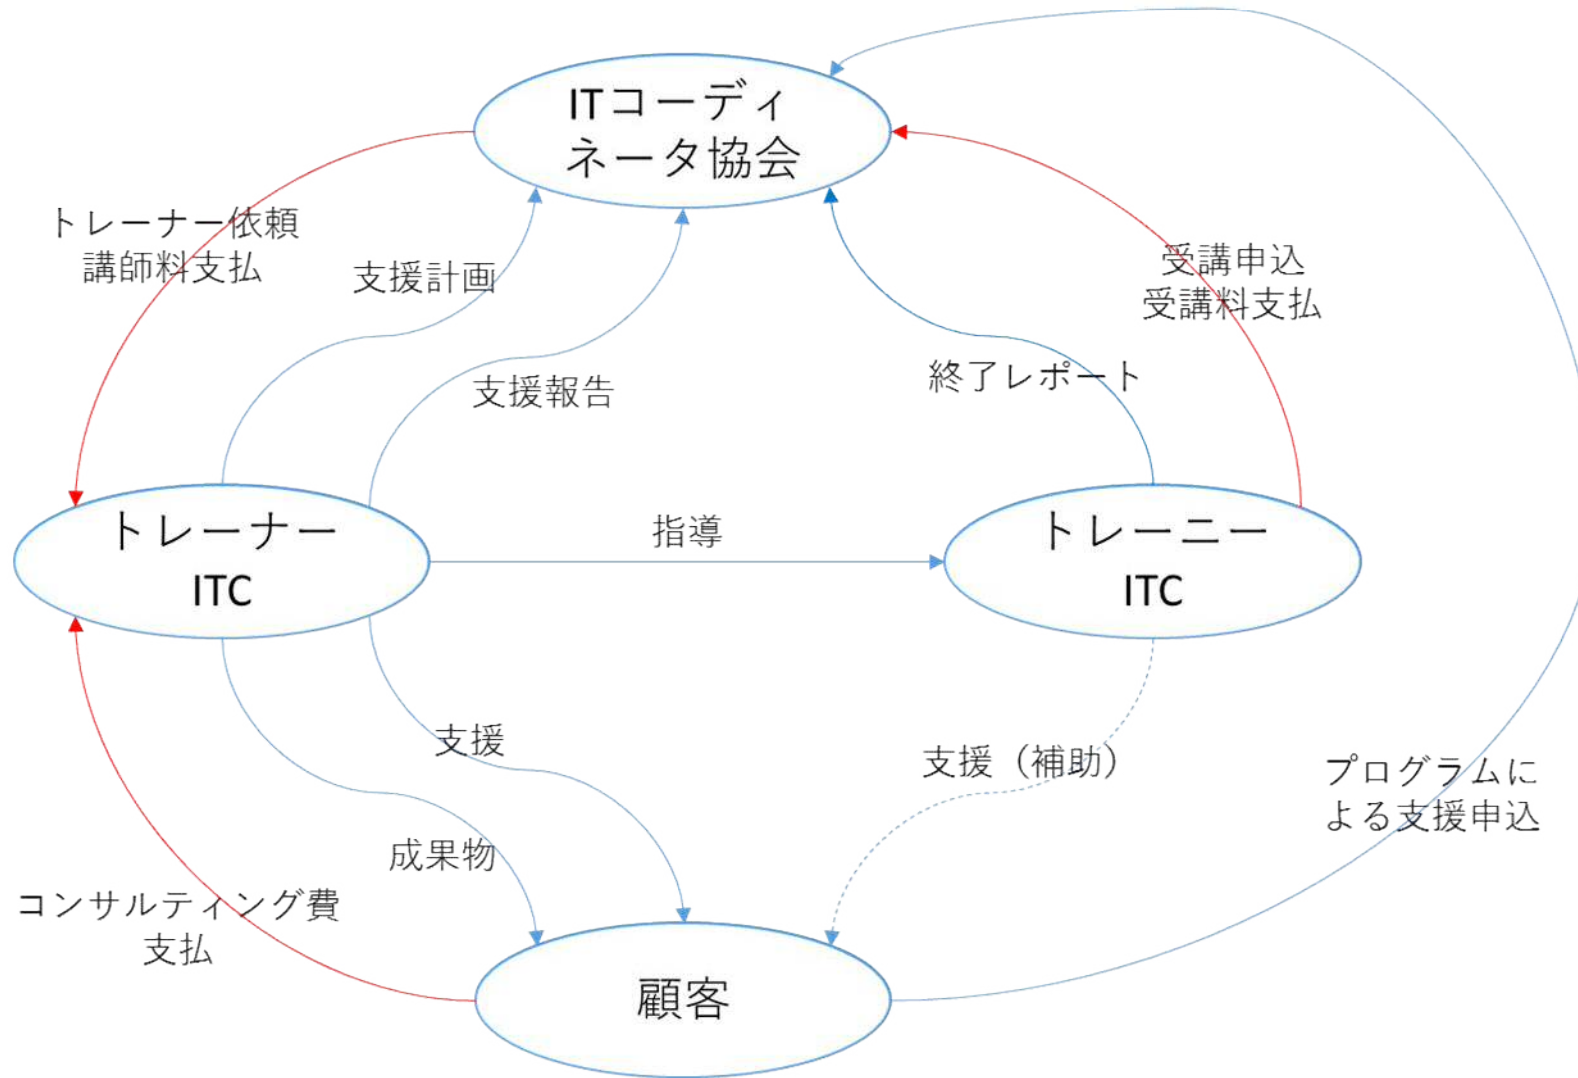 ITコーディ
ネータ協会
トレーナー依頼
講師料支払
支援計画
受講申込
受講料支払
支援報告
終了レポート
トレーナー
ITC
指導
トレーニー
ITC
支援
支援（補助）
プログラムに
よる支援申込
成果物
コンサルティング費
支払
顧客